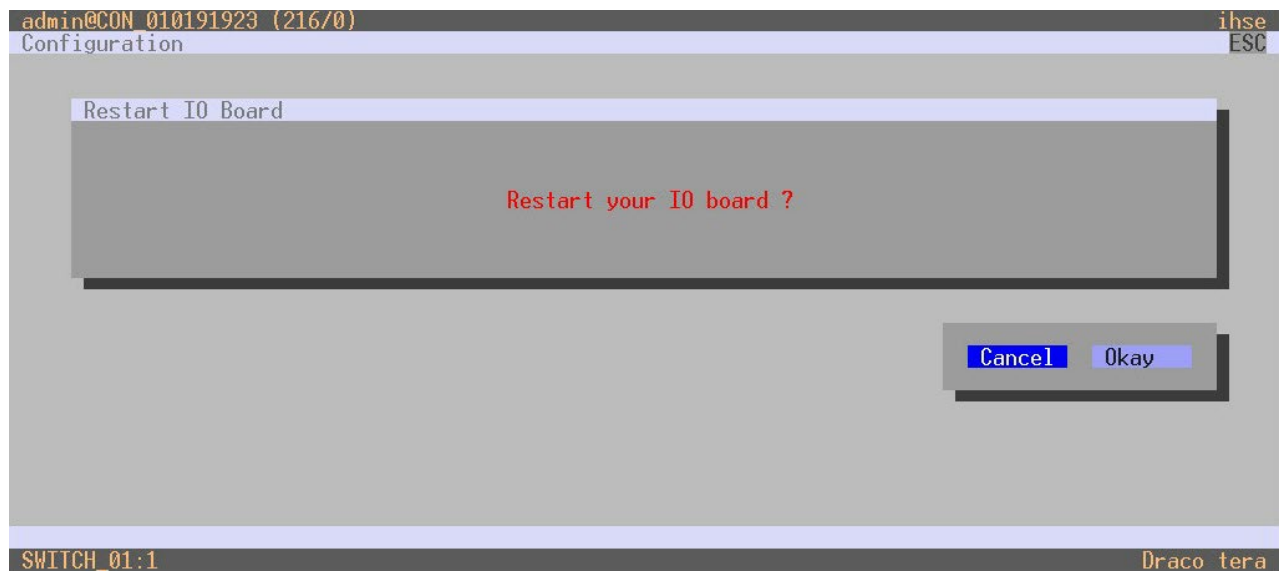 admin@CON_010191923 (216/0) ihse
Configuration ESC
Restart IO Board
Restart your IO board ?
Cancel Okay
SWITCH_01:1 Draco tera